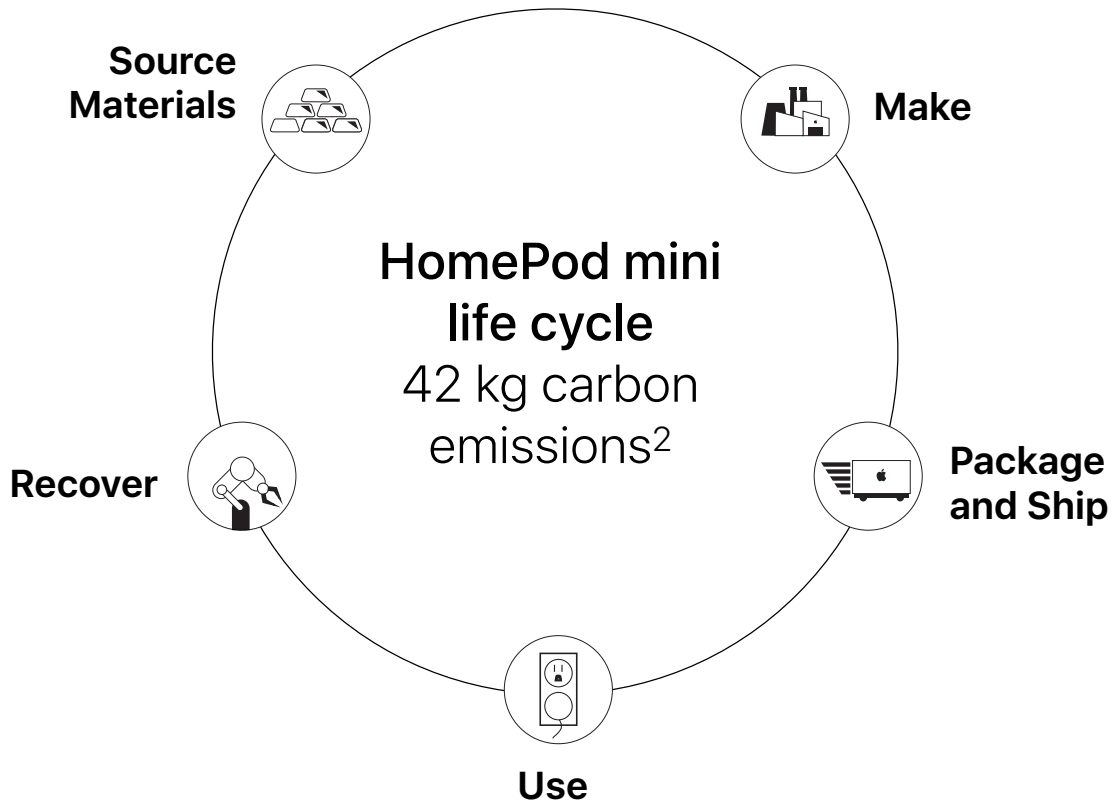 Source
Materials
Make
HomePod mini
life cycle
42 kg carbon
emissions²
Recover
Package
and Ship
Use